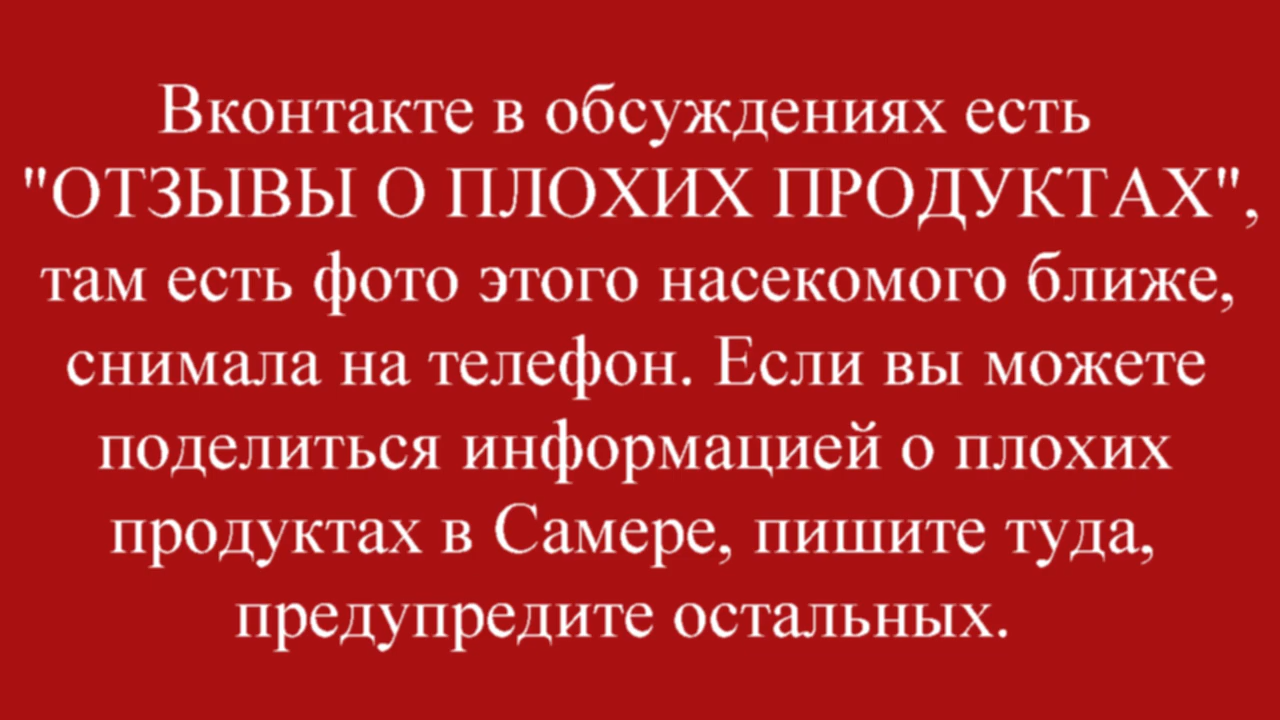 Вконтакте в обсуждениях есть
"ОТЗЫВЫ О ПЛОХИХ ПРОДУКТАХ",
там есть фото этого насекомого ближе,
снимала на телефон. Если вы можете
поделиться информацией о плохих
продуктах в Самере, пишите туда,
предупредите остальных.